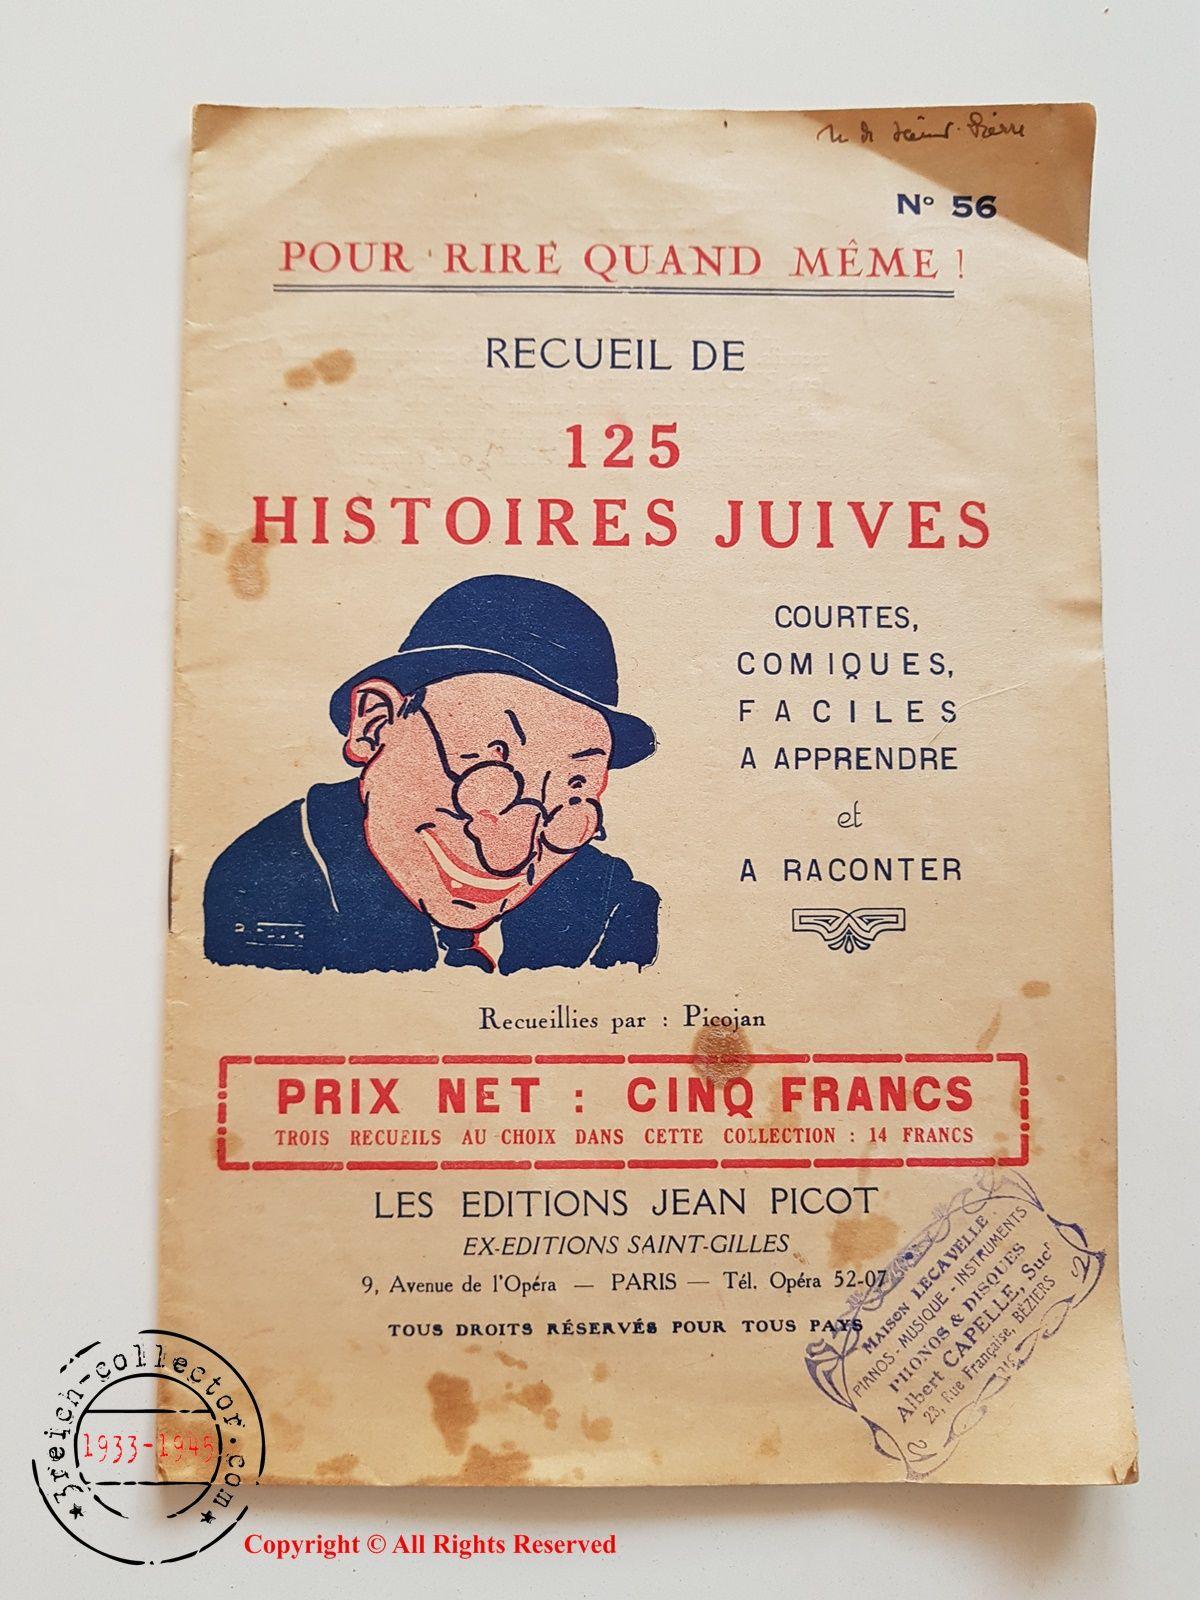 N° 56
POUR RIRE QUAND MÊME !
RECUEIL DE
125
HISTOIRES JUIVES
COURTES,
COMIQUES,
FACILES
A APPRENDRE
et
A RACONTER
Recueillies par : Picojan
PRIX NET : CINQ FRANCS
TROIS RECUEILS AU CHOIX DANS CETTE COLLECTION : 14 FRANCS
LES EDITIONS JEAN PICOT
EX-EDITIONS SAINT-GILLES
9, Avenue de l'Opéra — PARIS — Tél. Opéra 52-07
TOUS DROITS RÉSERVÉS POUR TOUS PAYS
MAISON LECAVELLE
PIANOS - MUSIQUE - INSTRUMENTS
PHONOS & DISQUES
Albert CAPELLE, Sucr
23, Rue Française, BÉZIERS
3reich-collector.com
1933-1945
Copyright © All Rights Reserved